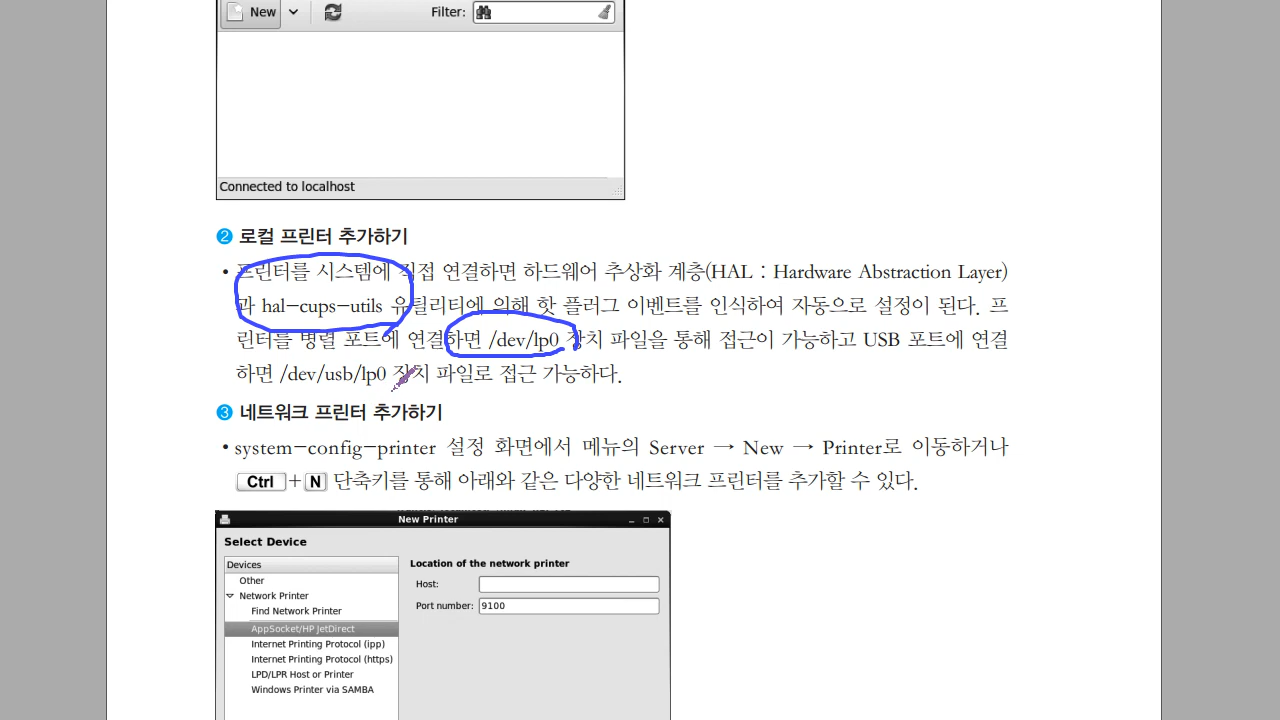 New
Filter:
Connected to localhost
❷ 로컬 프린터 추가하기
• 프린터를 시스템에 직접 연결하면 하드웨어 추상화 계층(HAL : Hardware Abstraction Layer)
과 hal-cups-utils 유틸리티에 의해 핫 플러그 이벤트를 인식하여 자동으로 설정이 된다. 프
린터를 병렬 포트에 연결하면 /dev/lp0 장치 파일을 통해 접근이 가능하고 USB 포트에 연결
하면 /dev/usb/lp0 장치 파일로 접근 가능하다.
❸ 네트워크 프린터 추가하기
• system-config-printer 설정 화면에서 메뉴의 Server → New → Printer로 이동하거나
Ctrl + N 단축키를 통해 아래와 같은 다양한 네트워크 프린터를 추가할 수 있다.
New Printer
Select Device
Devices
Other
Network Printer
Find Network Printer
AppSocket/HP JetDirect
Internet Printing Protocol (ipp)
Internet Printing Protocol (https)
LPD/LPR Host or Printer
Windows Printer via SAMBA
Location of the network printer
Host:
Port number: 9100